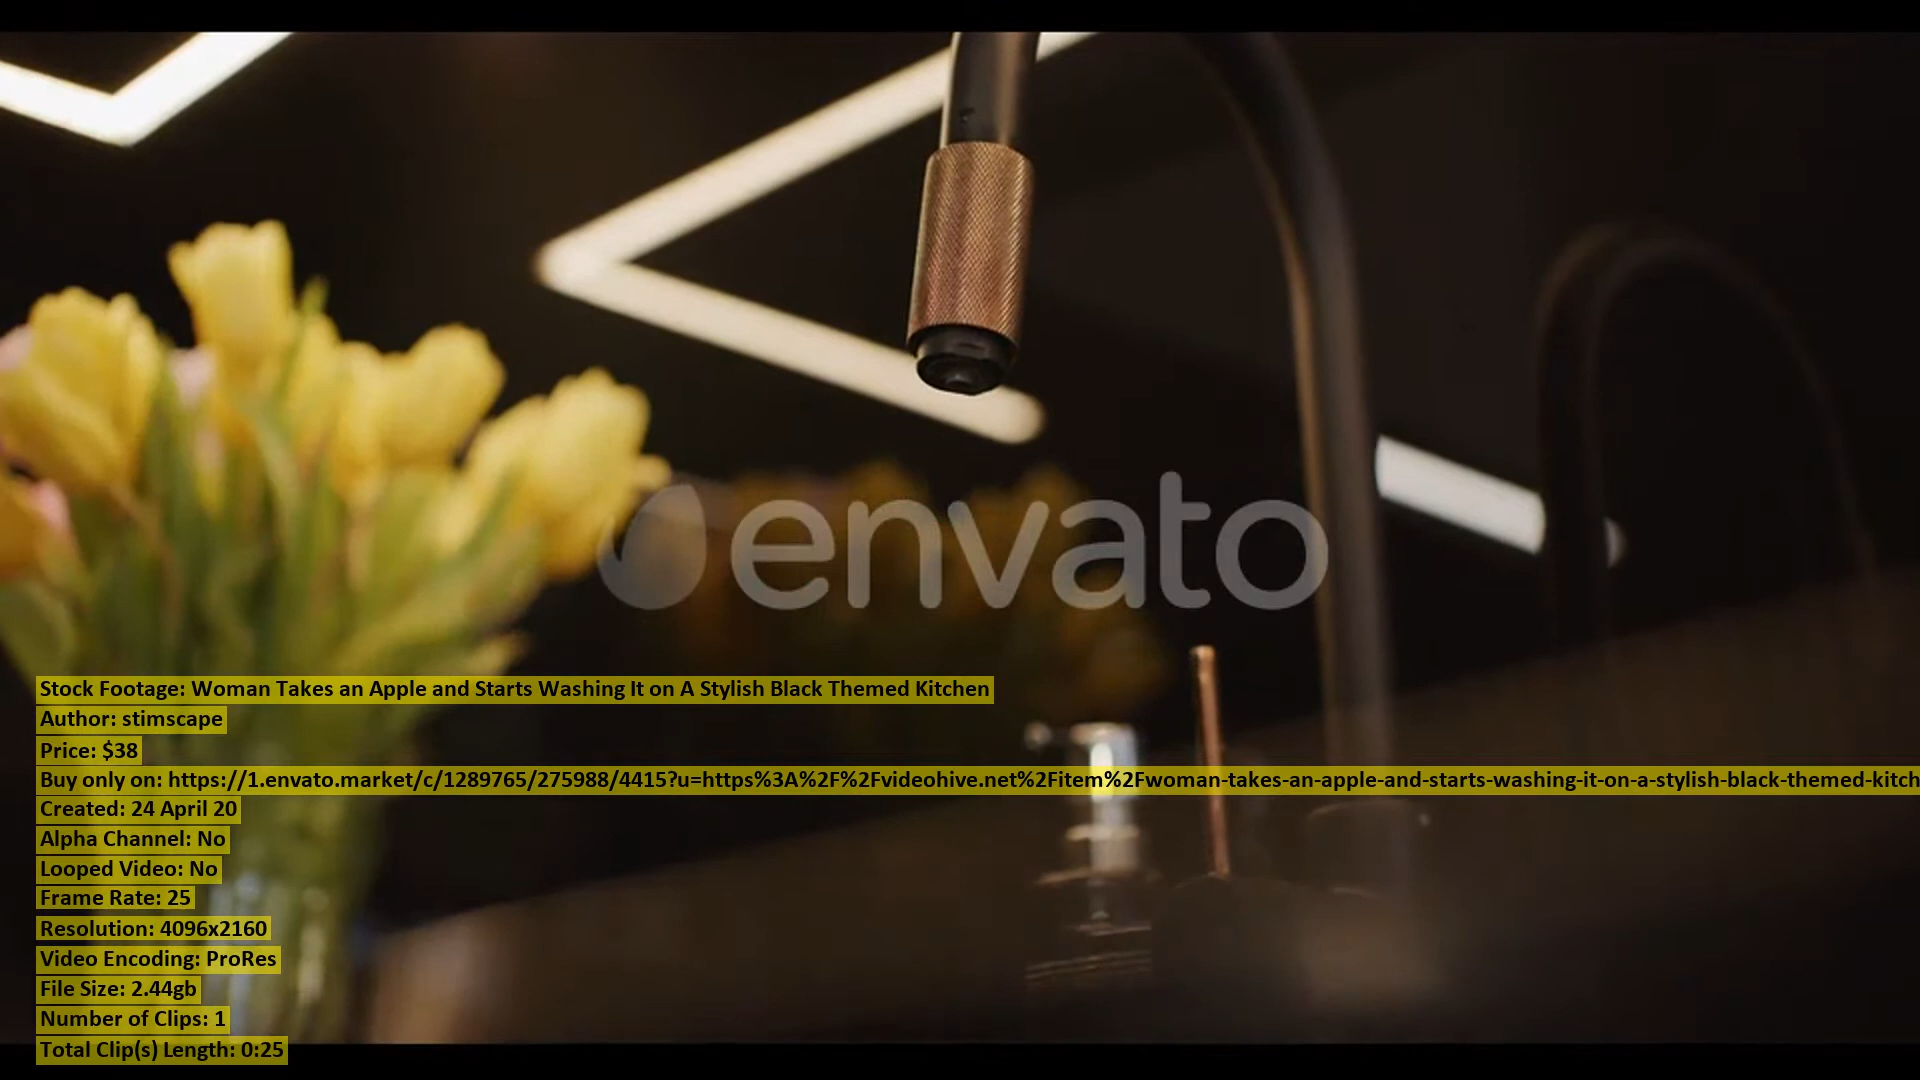 envato
Stock Footage: Woman Takes an Apple and Starts Washing It on A Stylish Black Themed Kitchen
Author: stimscape
Price: $38
Buy only on: https://1.envato.market/c/1289765/275988/4415?u=https%3A%2F%2Fvideohive.net%2Fitem%2Fwoman-takes-an-apple-and-starts-washing-it-on-a-stylish-black-themed-kitch
Created: 24 April 20
Alpha Channel: No
Looped Video: No
Frame Rate: 25
Resolution: 4096x2160
Video Encoding: ProRes
File Size: 2.44gb
Number of Clips: 1
Total Clip(s) Length: 0:25